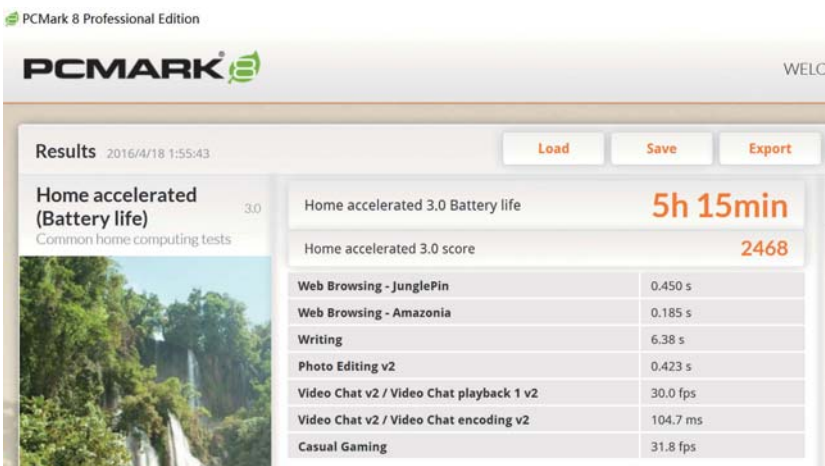 PCMark 8 Professional Edition
PCMARK 8
WELC
Results 2016/4/18 1:55:43
Load
Save
Export
Home accelerated
(Battery life)
3.0
Common home computing tests
Home accelerated 3.0 Battery life 5h 15min
Home accelerated 3.0 score 2468
Web Browsing - JunglePin 0.450 s
Web Browsing - Amazonia 0.185 s
Writing 6.38 s
Photo Editing v2 0.423 s
Video Chat v2 / Video Chat playback 1 v2 30.0 fps
Video Chat v2 / Video Chat encoding v2 104.7 ms
Casual Gaming 31.8 fps